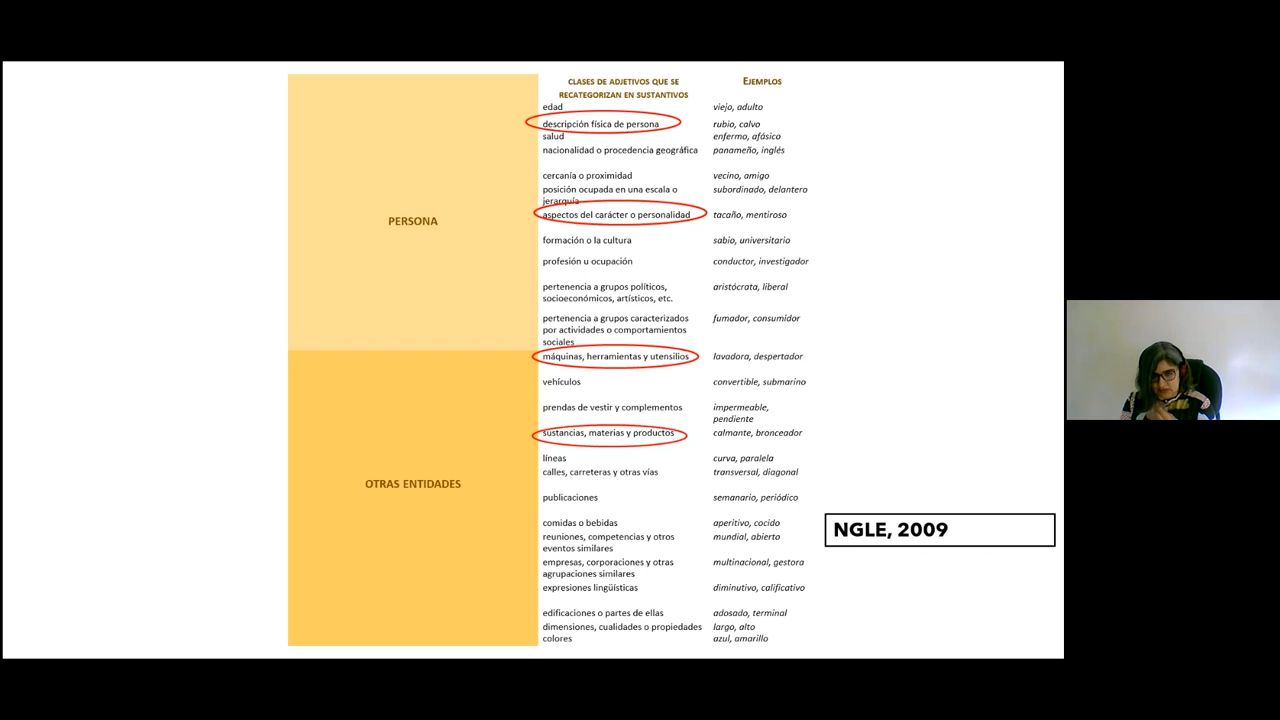 CLASES DE ADJETIVOS QUE SE
RECATEGORIZAN EN SUSTANTIVOS
EJEMPLOS
PERSONA
edad
viejo, adulto
descripción física de persona
rubio, calvo
salud
enfermo, afásico
nacionalidad o procedencia geográfica
panameño, inglés
cercanía o proximidad
vecino, amigo
posición ocupada en una escala o
jerarquía
subordinado, delantero
aspectos del carácter o personalidad
tacaño, mentiroso
formación o la cultura
sabio, universitario
profesión u ocupación
conductor, investigador
pertenencia a grupos políticos,
socioeconómicos, artísticos, etc.
aristócrata, liberal
pertenencia a grupos caracterizados
por actividades o comportamientos
sociales
fumador, consumidor
OTRAS ENTIDADES
máquinas, herramientas y utensilios
lavadora, despertador
vehículos
convertible, submarino
prendas de vestir y complementos
impermeable,
pendiente
sustancias, materias y productos
calmante, bronceador
líneas
curva, paralela
calles, carreteras y otras vías
transversal, diagonal
publicaciones
semanario, periódico
comidas o bebidas
aperitivo, cocido
reuniones, competencias y otros
eventos similares
mundial, abierto
empresas, corporaciones y otras
agrupaciones similares
multinacional, gestora
expresiones lingüísticas
diminutivo, calificativo
edificaciones o partes de ellas
adosado, terminal
dimensiones, cualidades o propiedades
largo, alto
colores
azul, amarillo
NGLE, 2009